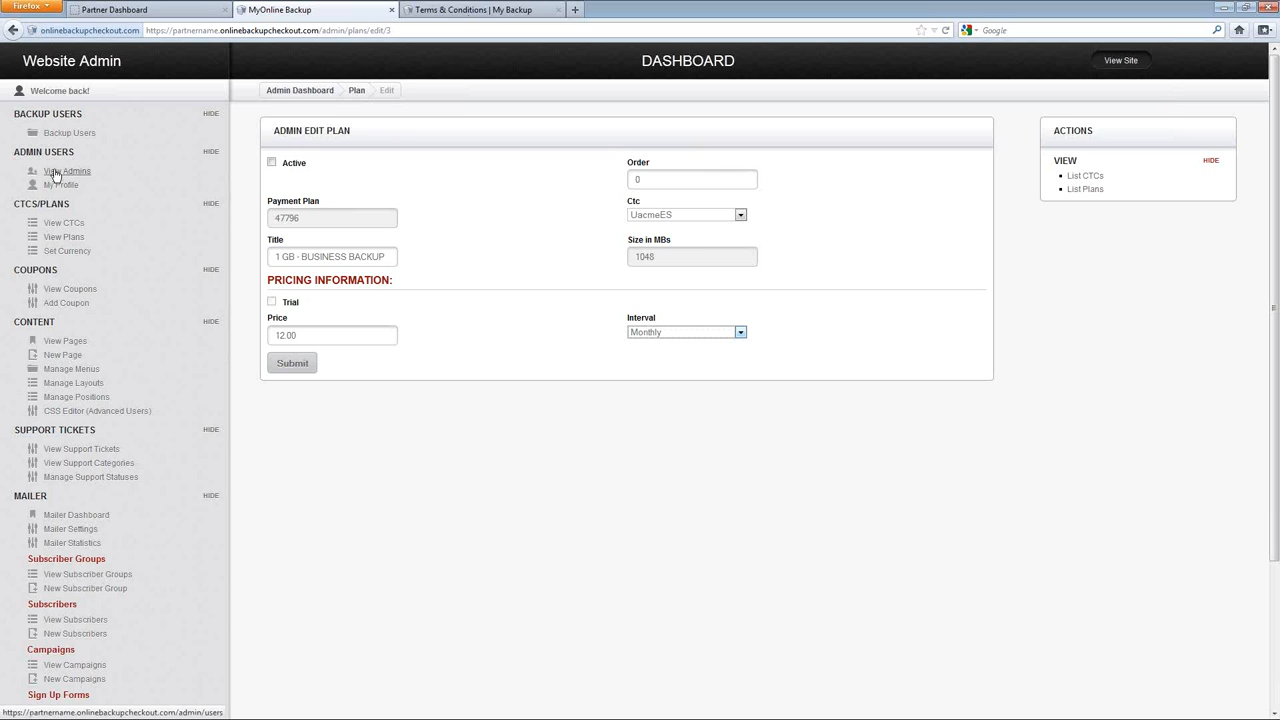 Firefox
Partner Dashboard
MyOnline Backup
Terms & Conditions | My Backup
onlinebackupcheckout.com
https://partnername.onlinebackupcheckout.com/admin/plans/edit/3
Google
Website Admin
DASHBOARD
View Site
Welcome back!
Admin Dashboard
Plan
Edit
BACKUP USERS
HIDE
Backup Users
ADMIN USERS
HIDE
View Admins
My Profile
CTCS/PLANS
HIDE
View CTCs
View Plans
Set Currency
COUPONS
HIDE
View Coupons
Add Coupon
CONTENT
HIDE
View Pages
New Page
Manage Menus
Manage Layouts
Manage Positions
CSS Editor (Advanced Users)
SUPPORT TICKETS
HIDE
View Support Tickets
View Support Categories
Manage Support Statuses
MAILER
HIDE
Mailer Dashboard
Mailer Settings
Mailer Statistics
Subscriber Groups
View Subscriber Groups
New Subscriber Group
Subscribers
View Subscribers
New Subscribers
Campaigns
View Campaigns
New Campaigns
Sign Up Forms
https://partnername.onlinebackupcheckout.com/admin/users
ADMIN EDIT PLAN
Active
Order
0
Payment Plan
47796
Ctc
UacmeES
Title
1 GB - BUSINESS BACKUP
Size in MBs
1048
PRICING INFORMATION:
Trial
Price
12.00
Interval
Monthly
Submit
ACTIONS
VIEW
HIDE
List CTCs
List Plans